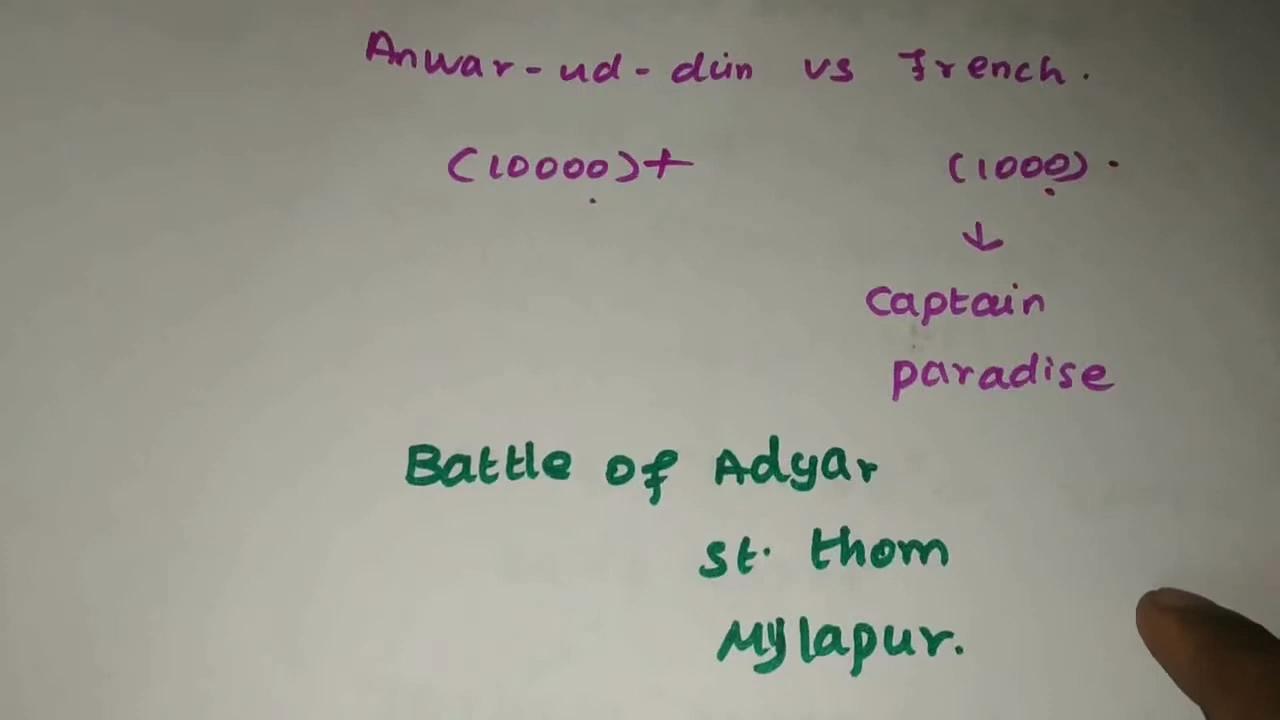 Anwar-ud-din vs French.
(10000)+ (1000).
↓
Captain
paradise
Battle of Adyar
St. thom
Mylapur.